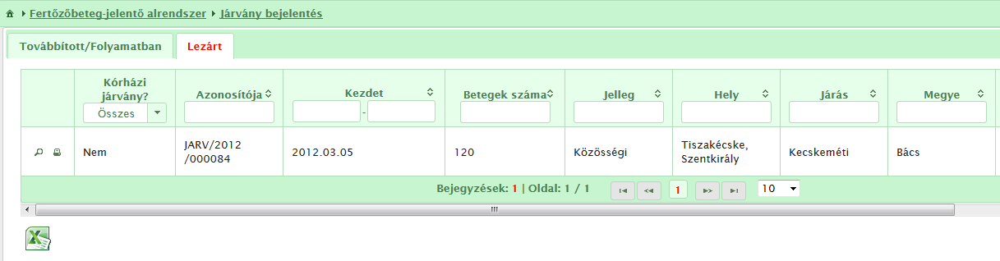 Fertőzőbeteg-jelentő alrendszer Járvány bejelentés
Továbbított/Folyamatban Lezárt
Kórházi járvány? Azonosítója Kezdet Betegek száma Jelleg Hely Járás Megye
Összes -
Nem JARV/2012 /000084 2012.03.05 120 Közösségi Tiszakécske, Szentkirály Kecskeméti Bács
Bejegyzések: 1 | Oldal: 1 / 1 1 10